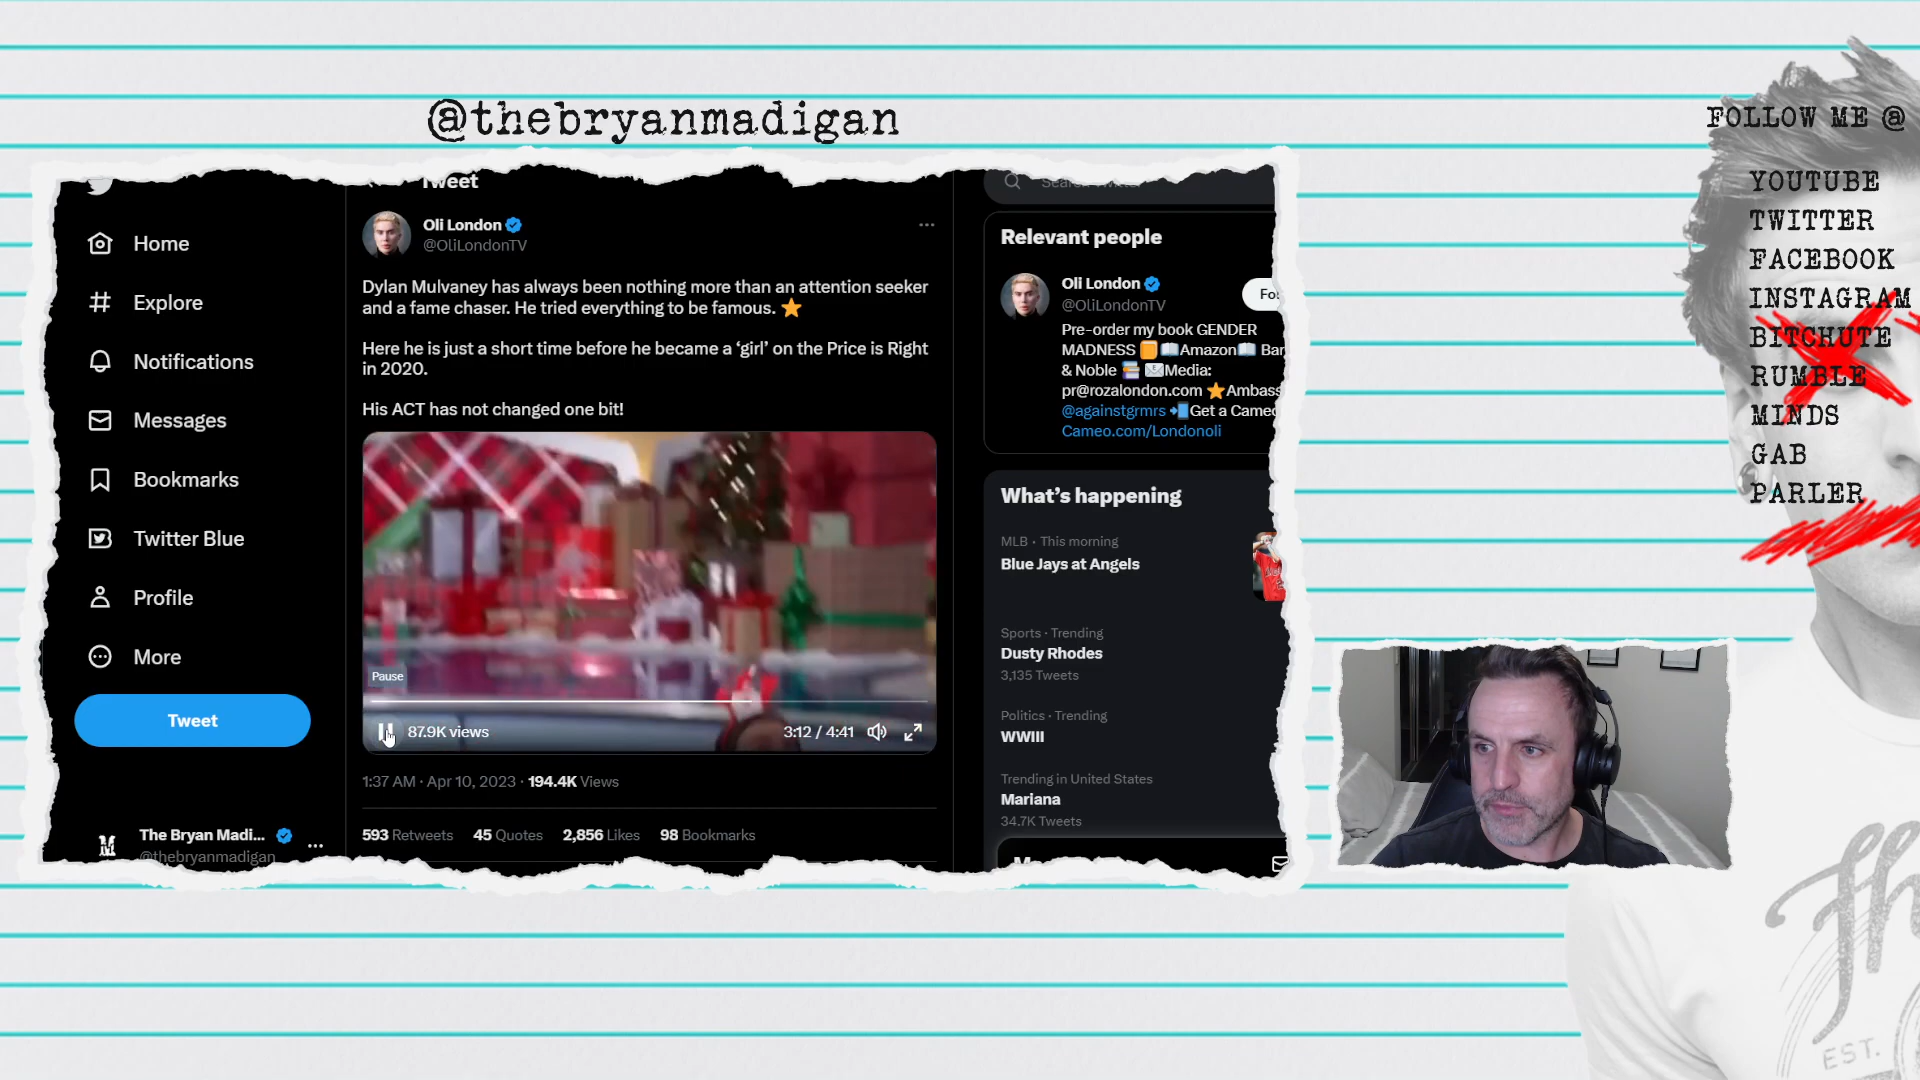 @thebryanmadigan
FOLLOW ME @
YOUTUBE
TWITTER
FACEBOOK
INSTAGRAM
BITCHUTE
RUMBLE
MINDS
GAB
PARLER
Home
Explore
Notifications
Messages
Bookmarks
Twitter Blue
Profile
More
Tweet
The Bryan Madi...
@thebryanmadigan
Tweet
Oli London
@OliLondonTV
Dylan Mulvaney has always been nothing more than an attention seeker
and a fame chaser. He tried everything to be famous. ⭐
Here he is just a short time before he became a ‘girl’ on the Price is Right
in 2020.
His ACT has not changed one bit!
Pause
87.9K views
3:12 / 4:41
1:37 AM · Apr 10, 2023 · 194.4K Views
593 Retweets 45 Quotes 2,856 Likes 98 Bookmarks
Relevant people
Oli London
@OliLondonTV
Pre-order my book GENDER
MADNESS 📙📖Amazon📖 Bar
& Noble 📚 📨Media:
pr@rozalondon.com ⭐Ambass
@againstgrmrs 📲Get a Cameo
Cameo.com/Londonoli
What’s happening
MLB · This morning
Blue Jays at Angels
Sports · Trending
Dusty Rhodes
3,135 Tweets
Politics · Trending
WWIII
Trending in United States
Mariana
34.7K Tweets
EST.